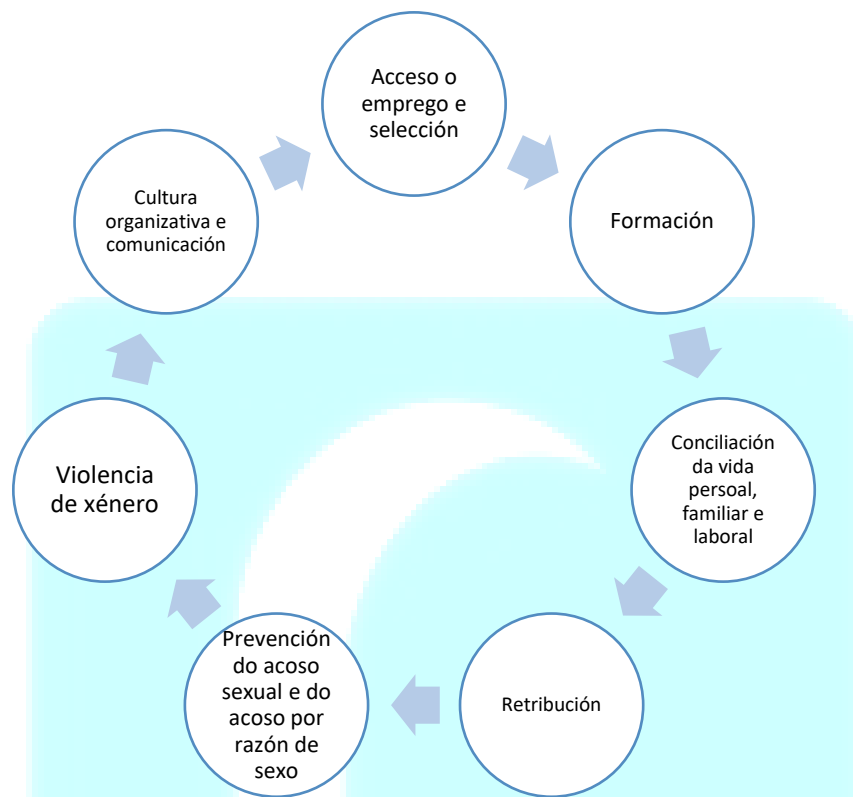 Acceso o
emprego e
selección
Formación
Conciliación
da vida
persoal,
familiar e
laboral
Retribución
Prevención
do acoso
sexual e do
acoso por
razón de
sexo
Violencia
de xénero
Cultura
organizativa e
comunicación